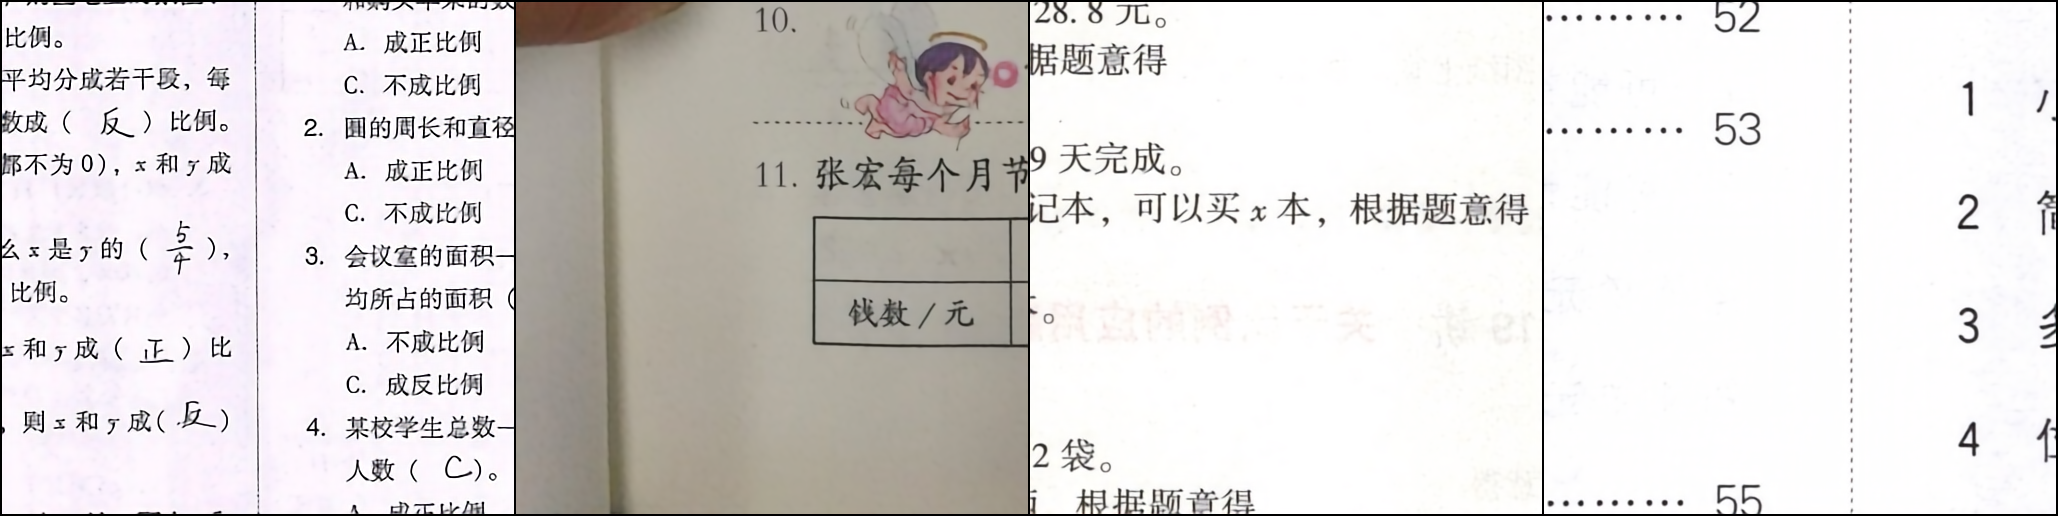 比例。
平均分成若干段，每
数成（ 反 ）比例。
都不为 0），x 和 y 成
么 x 是 y 的（ 5/4 ），
比例。
x 和 y 成（ 正 ）比
，则 x 和 y 成（ 反 ）
A. 成正比例
C. 不成比例
2. 圆的周长和直径
A. 成正比例
C. 不成比例
3. 会议室的面积一
均所占的面积（
A. 不成比例
C. 成反比例
4. 某校学生总数一
人数（ C ）。
A. 成正比例
10.
11. 张宏每个月节
钱数/元
28.8 元。
据题意得
9 天完成。
记本，可以买 x 本，根据题意得
2 袋。
根据题意得
……… 52
……… 53
……… 55
1
2 简
3 多
4 位